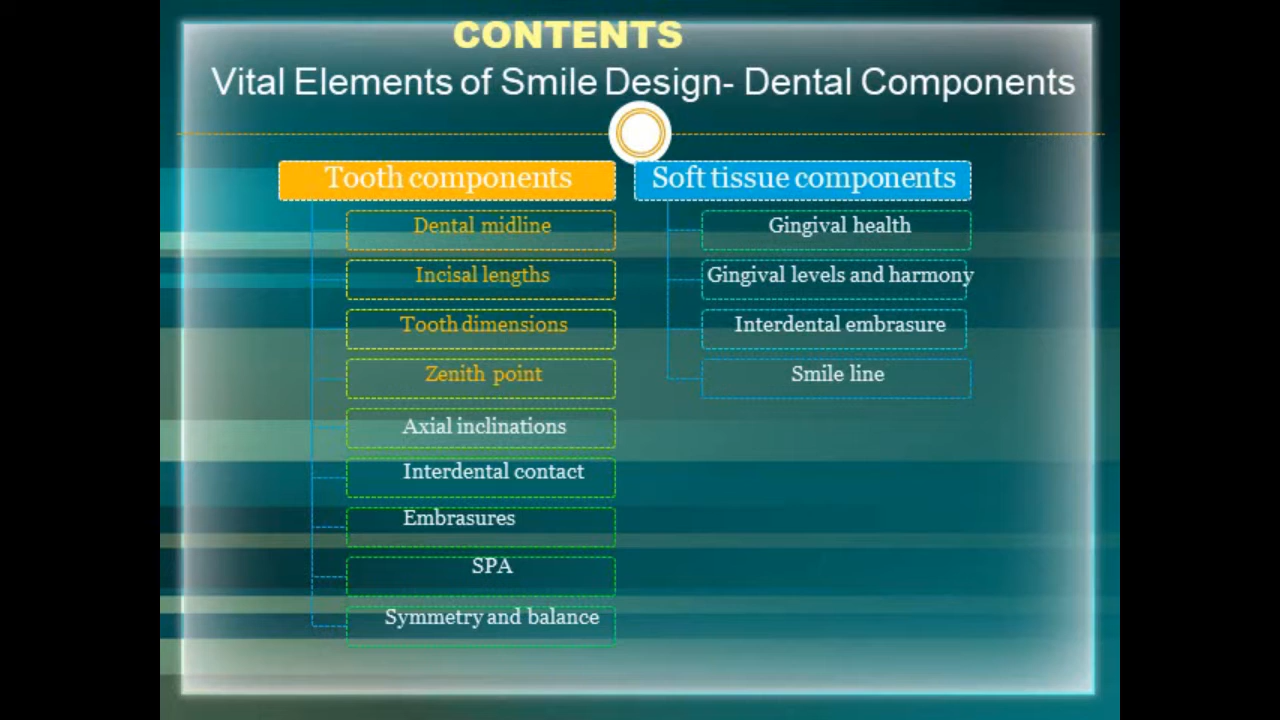 CONTENTS
Vital Elements of Smile Design- Dental Components
Tooth components
Dental midline
Incisal lengths
Tooth dimensions
Zenith point
Axial inclinations
Interdental contact
Embrasures
SPA
Symmetry and balance
Soft tissue components
Gingival health
Gingival levels and harmony
Interdental embrasure
Smile line